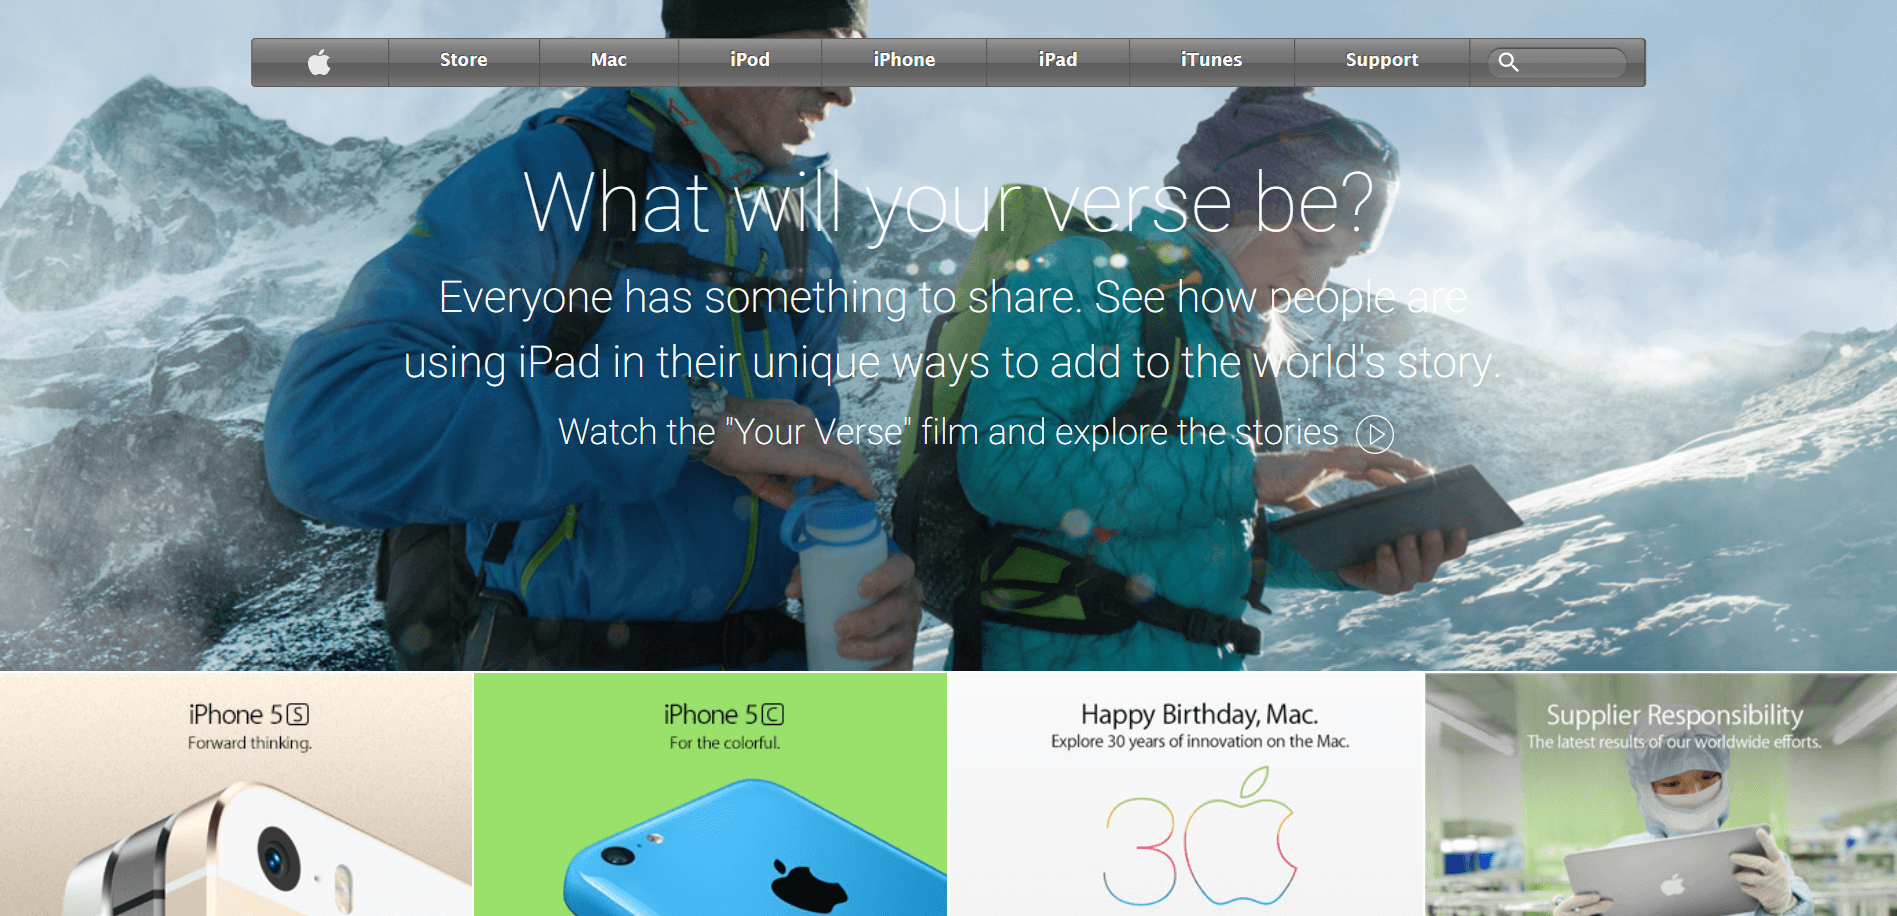 Store Mac iPod iPhone iPad iTunes Support
What will your verse be?
Everyone has something to share. See how people are
using iPad in their unique ways to add to the world's story.
Watch the "Your Verse" film and explore the stories
iPhone 5S
Forward thinking.
iPhone 5C
For the colorful.
Happy Birthday, Mac.
Explore 30 years of innovation on the Mac.
30
Supplier Responsibility
The latest results of our worldwide efforts.